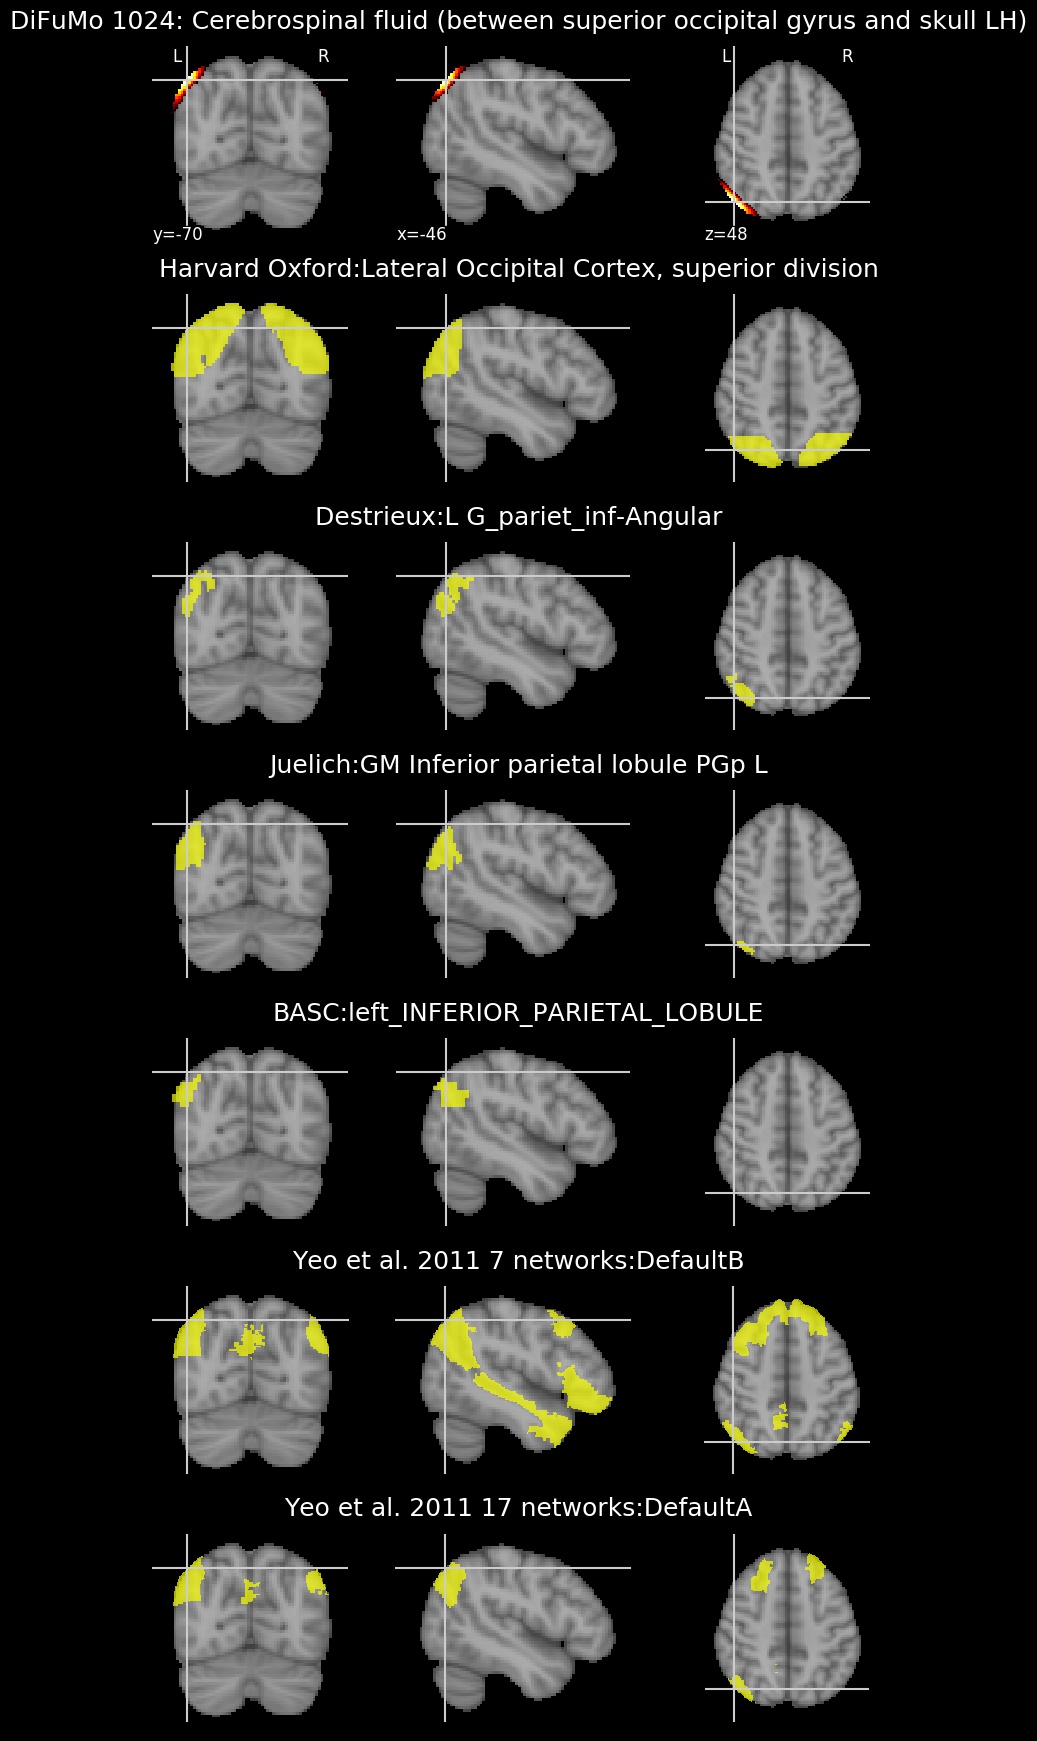 DiFuMo 1024: Cerebrospinal fluid (between superior occipital gyrus and skull LH)
L R L R
y=-70 x=-46 z=48
Harvard Oxford:Lateral Occipital Cortex, superior division
Destrieux:L G_pariet_inf-Angular
Juelich:GM Inferior parietal lobule PGp L
BASC:left_INFERIOR_PARIETAL_LOBULE
Yeo et al. 2011 7 networks:DefaultB
Yeo et al. 2011 17 networks:DefaultA